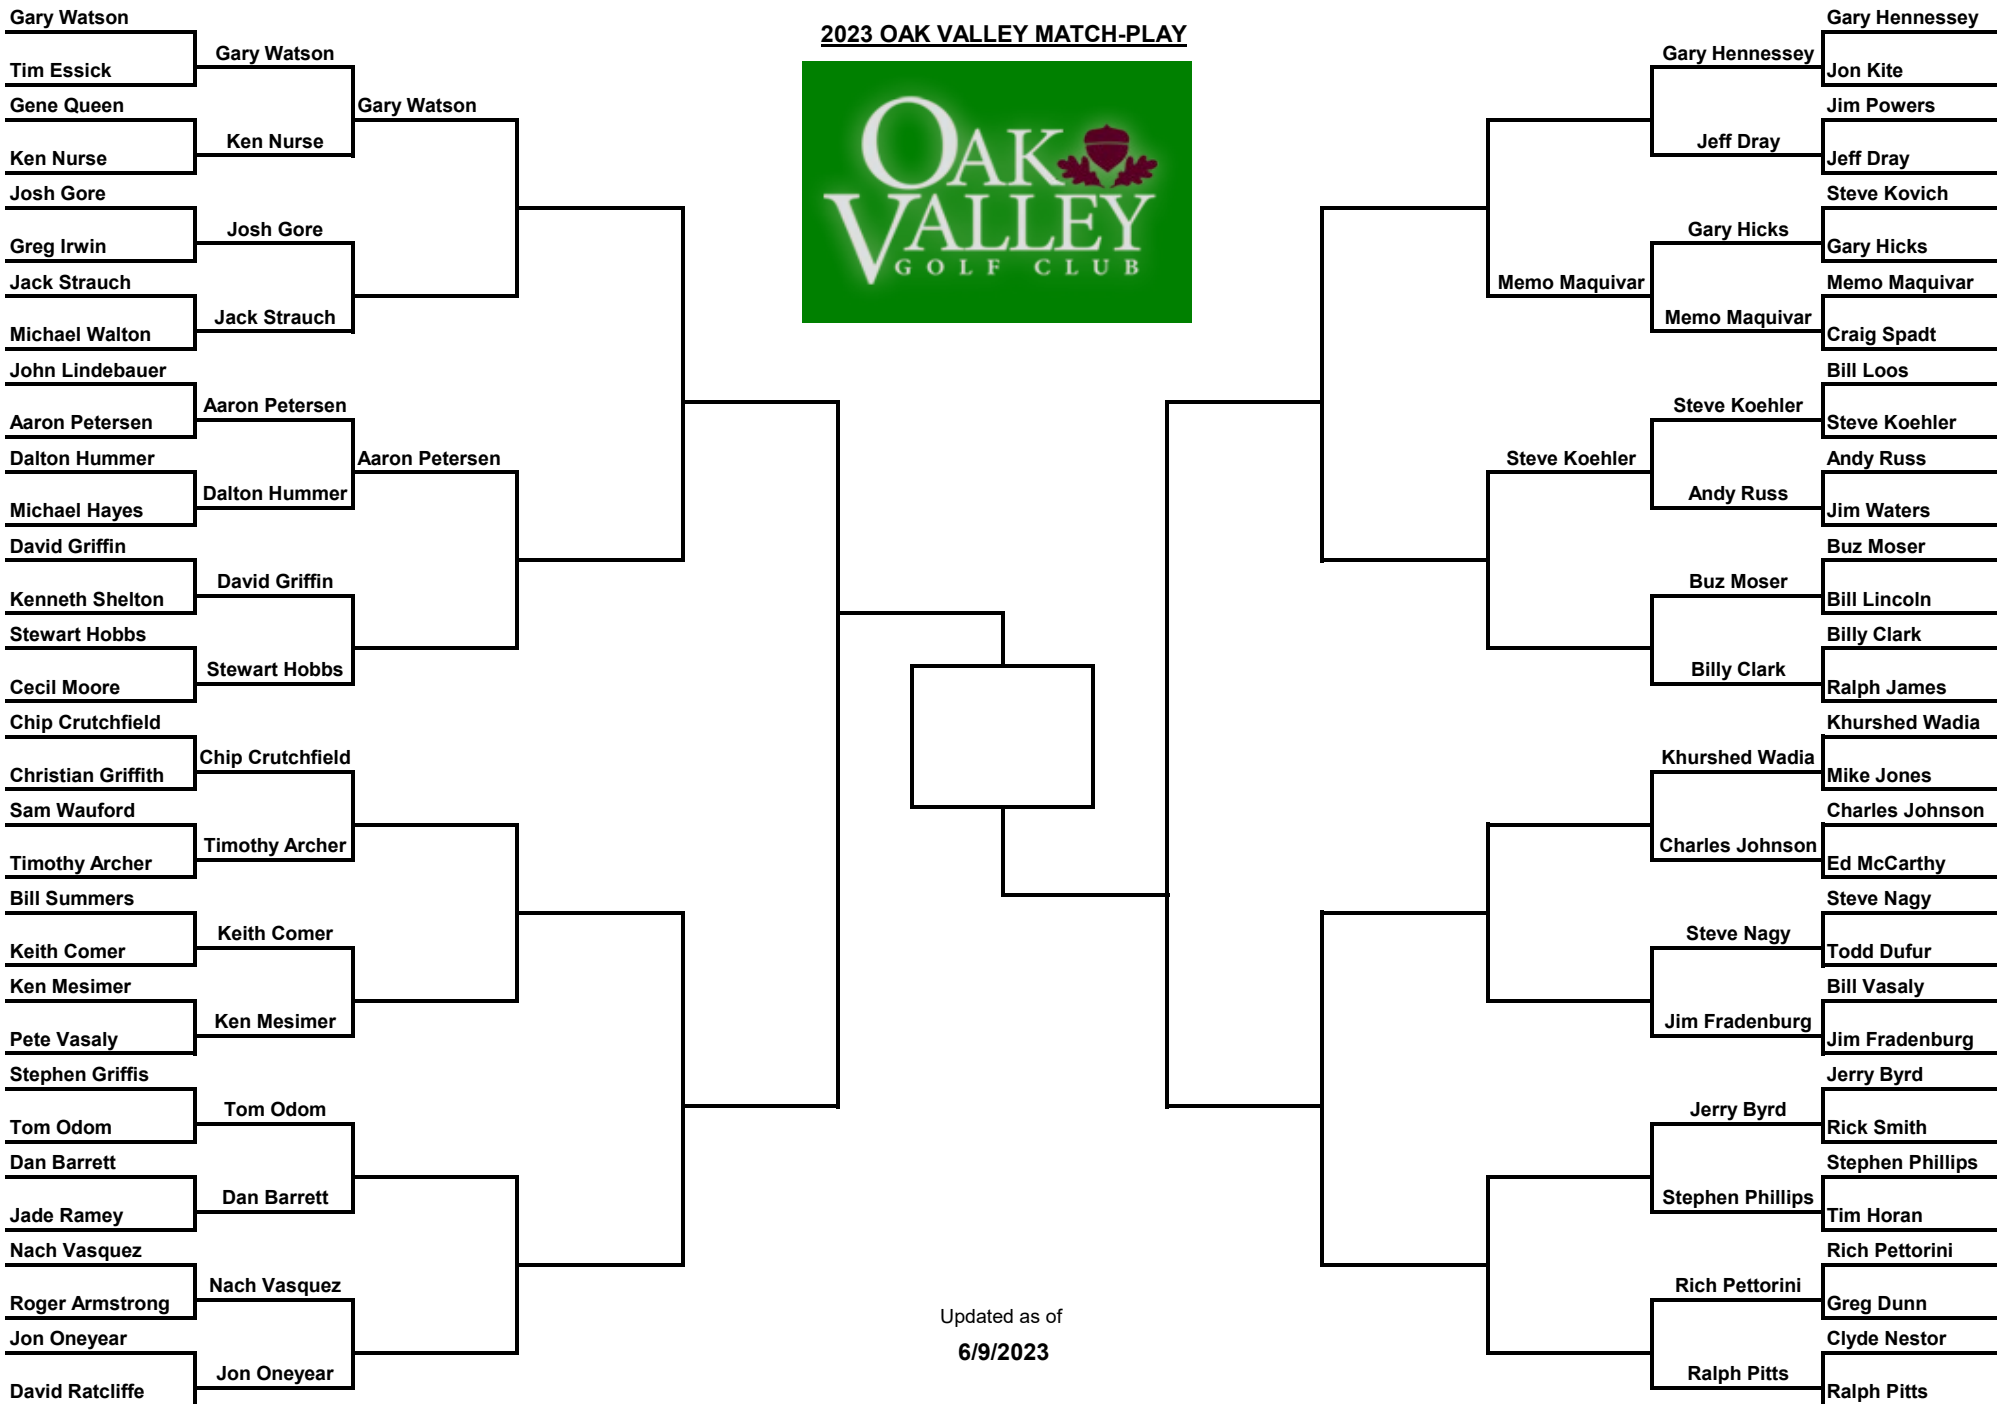 2023 OAK VALLEY MATCH-PLAY
OAK
VALLEY
GOLF CLUB
Gary Watson
Tim Essick
Gene Queen
Ken Nurse
Josh Gore
Greg Irwin
Jack Strauch
Michael Walton
John Lindebauer
Aaron Petersen
Dalton Hummer
Michael Hayes
David Griffin
Kenneth Shelton
Stewart Hobbs
Cecil Moore
Chip Crutchfield
Christian Griffith
Sam Wauford
Timothy Archer
Bill Summers
Keith Comer
Ken Mesimer
Pete Vasaly
Stephen Griffis
Tom Odom
Dan Barrett
Jade Ramey
Nach Vasquez
Roger Armstrong
Jon Oneyear
David Ratcliffe
Gary Watson
Ken Nurse
Josh Gore
Jack Strauch
Aaron Petersen
Dalton Hummer
David Griffin
Stewart Hobbs
Chip Crutchfield
Timothy Archer
Keith Comer
Ken Mesimer
Tom Odom
Dan Barrett
Nach Vasquez
Jon Oneyear
Gary Watson
Aaron Petersen
Updated as of
6/9/2023
Memo Maquivar
Steve Koehler
Gary Hennessey
Jeff Dray
Gary Hicks
Memo Maquivar
Steve Koehler
Andy Russ
Buz Moser
Billy Clark
Khurshed Wadia
Charles Johnson
Steve Nagy
Jim Fradenburg
Jerry Byrd
Stephen Phillips
Rich Pettorini
Ralph Pitts
Gary Hennessey
Jon Kite
Jim Powers
Jeff Dray
Steve Kovich
Gary Hicks
Memo Maquivar
Craig Spadt
Bill Loos
Steve Koehler
Andy Russ
Jim Waters
Buz Moser
Bill Lincoln
Billy Clark
Ralph James
Khurshed Wadia
Mike Jones
Charles Johnson
Ed McCarthy
Steve Nagy
Todd Dufur
Bill Vasaly
Jim Fradenburg
Jerry Byrd
Rick Smith
Stephen Phillips
Tim Horan
Rich Pettorini
Greg Dunn
Clyde Nestor
Ralph Pitts